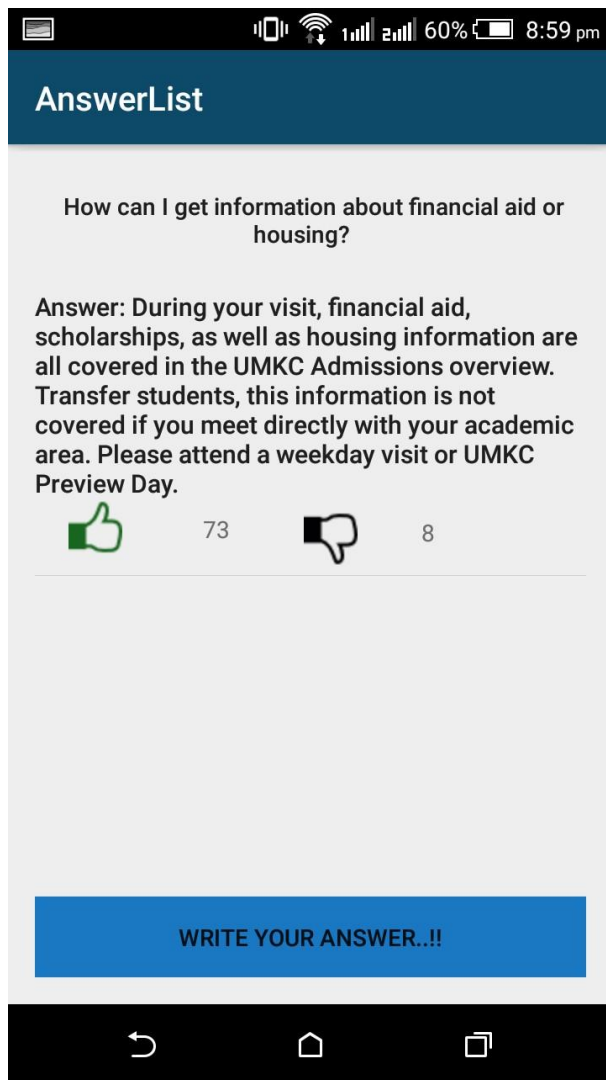 1 2 60% 8:59 pm
AnswerList
How can I get information about financial aid or
housing?
Answer: During your visit, financial aid,
scholarships, as well as housing information are
all covered in the UMKC Admissions overview.
Transfer students, this information is not
covered if you meet directly with your academic
area. Please attend a weekday visit or UMKC
Preview Day.
73 8
WRITE YOUR ANSWER..!!